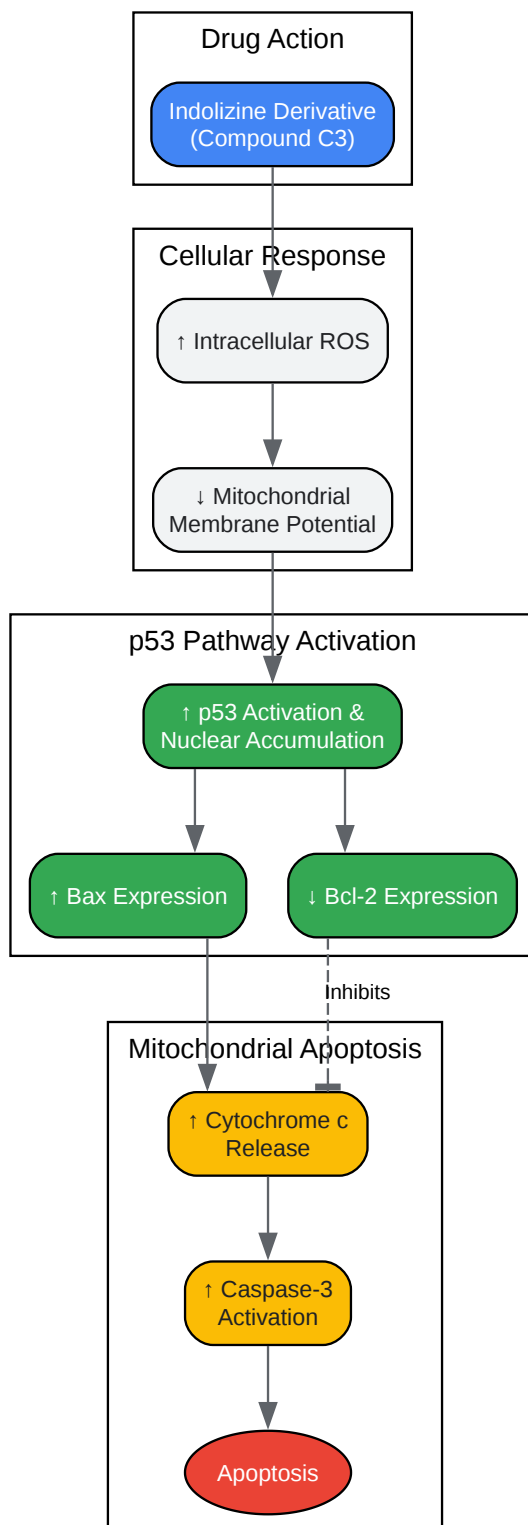 Drug Action
Indolizine Derivative
(Compound C3)
Cellular Response
↑ Intracellular ROS
↓ Mitochondrial
Membrane Potential
p53 Pathway Activation
↑ p53 Activation &
Nuclear Accumulation
↑ Bax Expression
↓ Bcl-2 Expression
Inhibits
Mitochondrial Apoptosis
↑ Cytochrome c
Release
↑ Caspase-3
Activation
Apoptosis